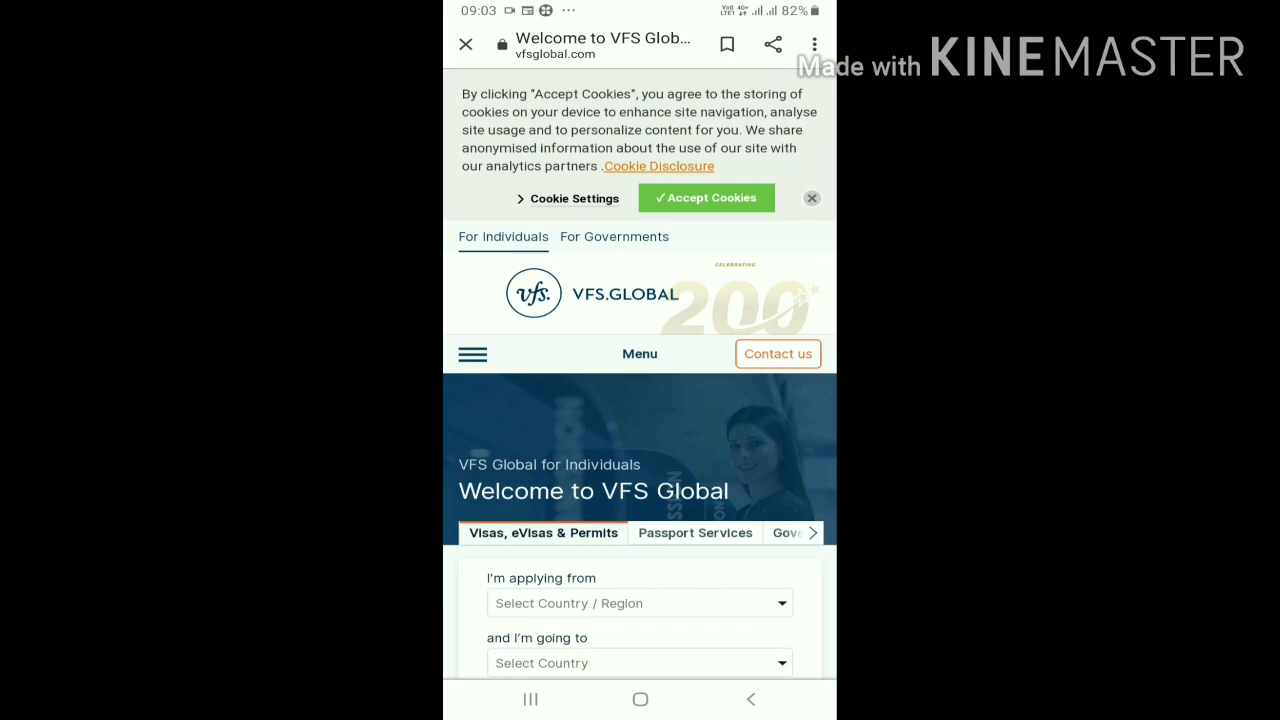 09:03
Vo) 4G+ 82%
LTE1
Welcome to VFS Glob...
vfsglobal.com
Made with KINEMASTER
By clicking "Accept Cookies", you agree to the storing of
cookies on your device to enhance site navigation, analyse
site usage and to personalize content for you. We share
anonymised information about the use of our site with
our analytics partners .Cookie Disclosure
Cookie Settings
✓Accept Cookies
For Individuals For Governments
CELEBRATING
vfs. VFS.GLOBAL
200
Menu
Contact us
VFS Global for Individuals
Welcome to VFS Global
Visas, eVisas & Permits Passport Services Gove
I'm applying from
Select Country / Region
and I'm going to
Select Country